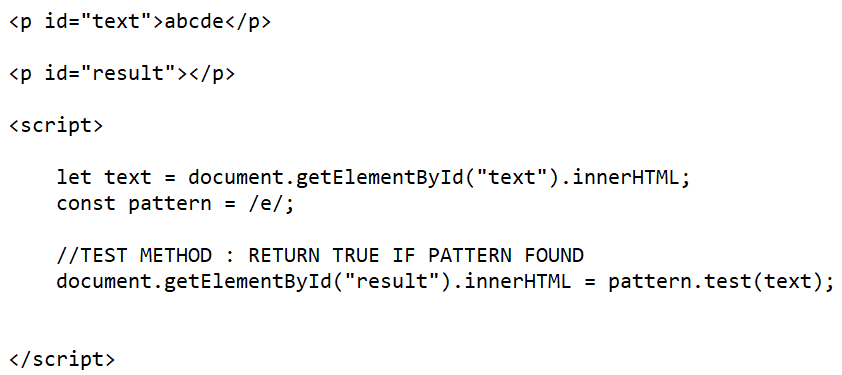 <p id="text">abcde</p>
<p id="result"></p>
<script>
let text = document.getElementById("text").innerHTML;
const pattern = /e/;
//TEST METHOD : RETURN TRUE IF PATTERN FOUND
document.getElementById("result").innerHTML = pattern.test(text);
</script>